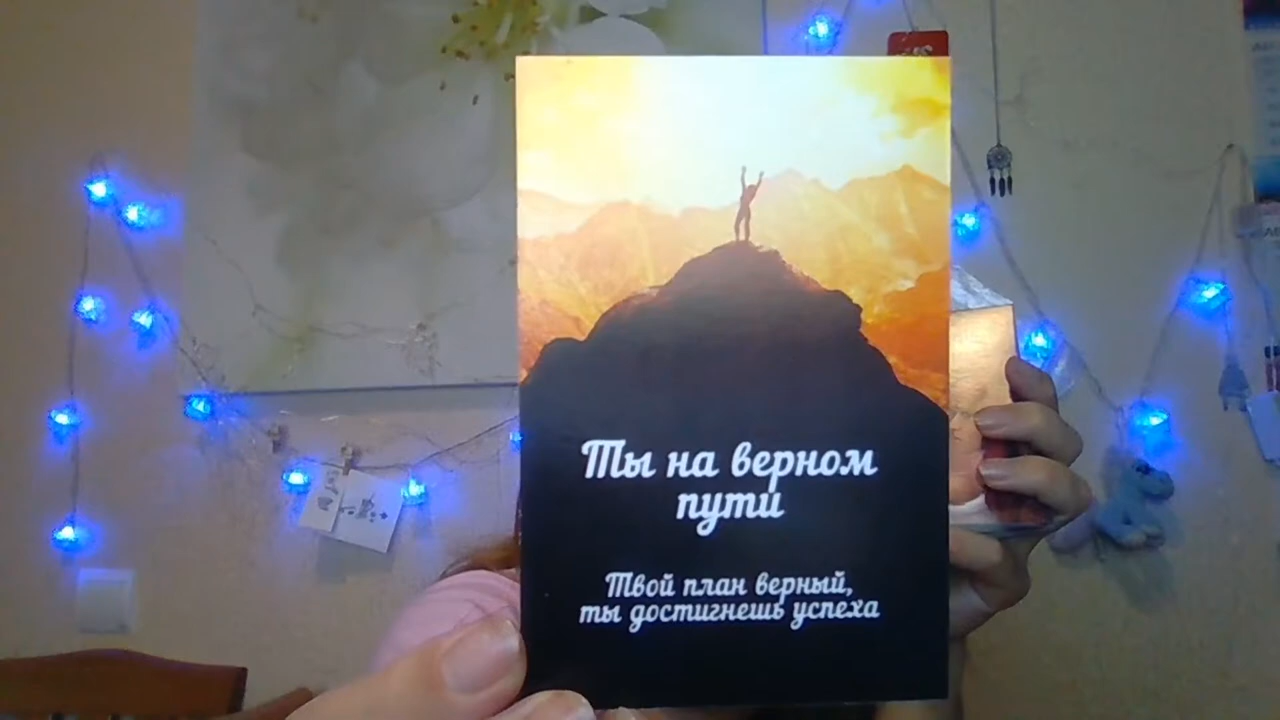 Ты на верном
пути
Твой план верный,
ты достигнешь успеха